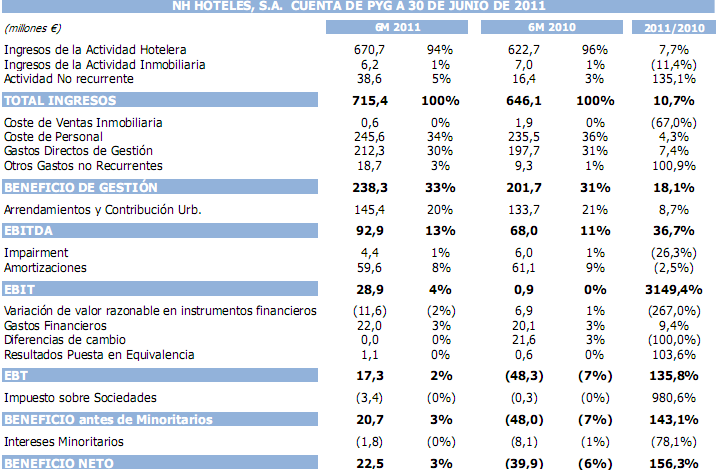 NH HOTELES, S.A. CUENTA DE PYG A 30 DE JUNIO DE 2011
(millones €) 6M 2011 6M 2010 2011/2010
Ingresos de la Actividad Hotelera 670,7 94% 622,7 96% 7,7%
Ingresos de la Actividad Inmobiliaria 6,2 1% 7,0 1% (11,4%)
Actividad No recurrente 38,6 5% 16,4 3% 135,1%
TOTAL INGRESOS 715,4 100% 646,1 100% 10,7%
Coste de Ventas Inmobiliaria 0,6 0% 1,9 0% (67,0%)
Coste de Personal 245,6 34% 235,5 36% 4,3%
Gastos Directos de Gestión 212,3 30% 197,7 31% 7,4%
Otros Gastos no Recurrentes 18,7 3% 9,3 1% 100,9%
BENEFICIO DE GESTIÓN 238,3 33% 201,7 31% 18,1%
Arrendamientos y Contribución Urb. 145,4 20% 133,7 21% 8,7%
EBITDA 92,9 13% 68,0 11% 36,7%
Impairment 4,4 1% 6,0 1% (26,3%)
Amortizaciones 59,6 8% 61,1 9% (2,5%)
EBIT 28,9 4% 0,9 0% 3149,4%
Variación de valor razonable en instrumentos financieros (11,6) (2%) 6,9 1% (267,0%)
Gastos Financieros 22,0 3% 20,1 3% 9,4%
Diferencias de cambio 0,0 0% 21,6 3% (100,0%)
Resultados Puesta en Equivalencia 1,1 0% 0,6 0% 103,6%
EBT 17,3 2% (48,3) (7%) 135,8%
Impuesto sobre Sociedades (3,4) (0%) (0,3) (0%) 980,6%
BENEFICIO antes de Minoritarios 20,7 3% (48,0) (7%) 143,1%
Intereses Minoritarios (1,8) (0%) (8,1) (1%) (78,1%)
BENEFICIO NETO 22,5 3% (39,9) (6%) 156,3%